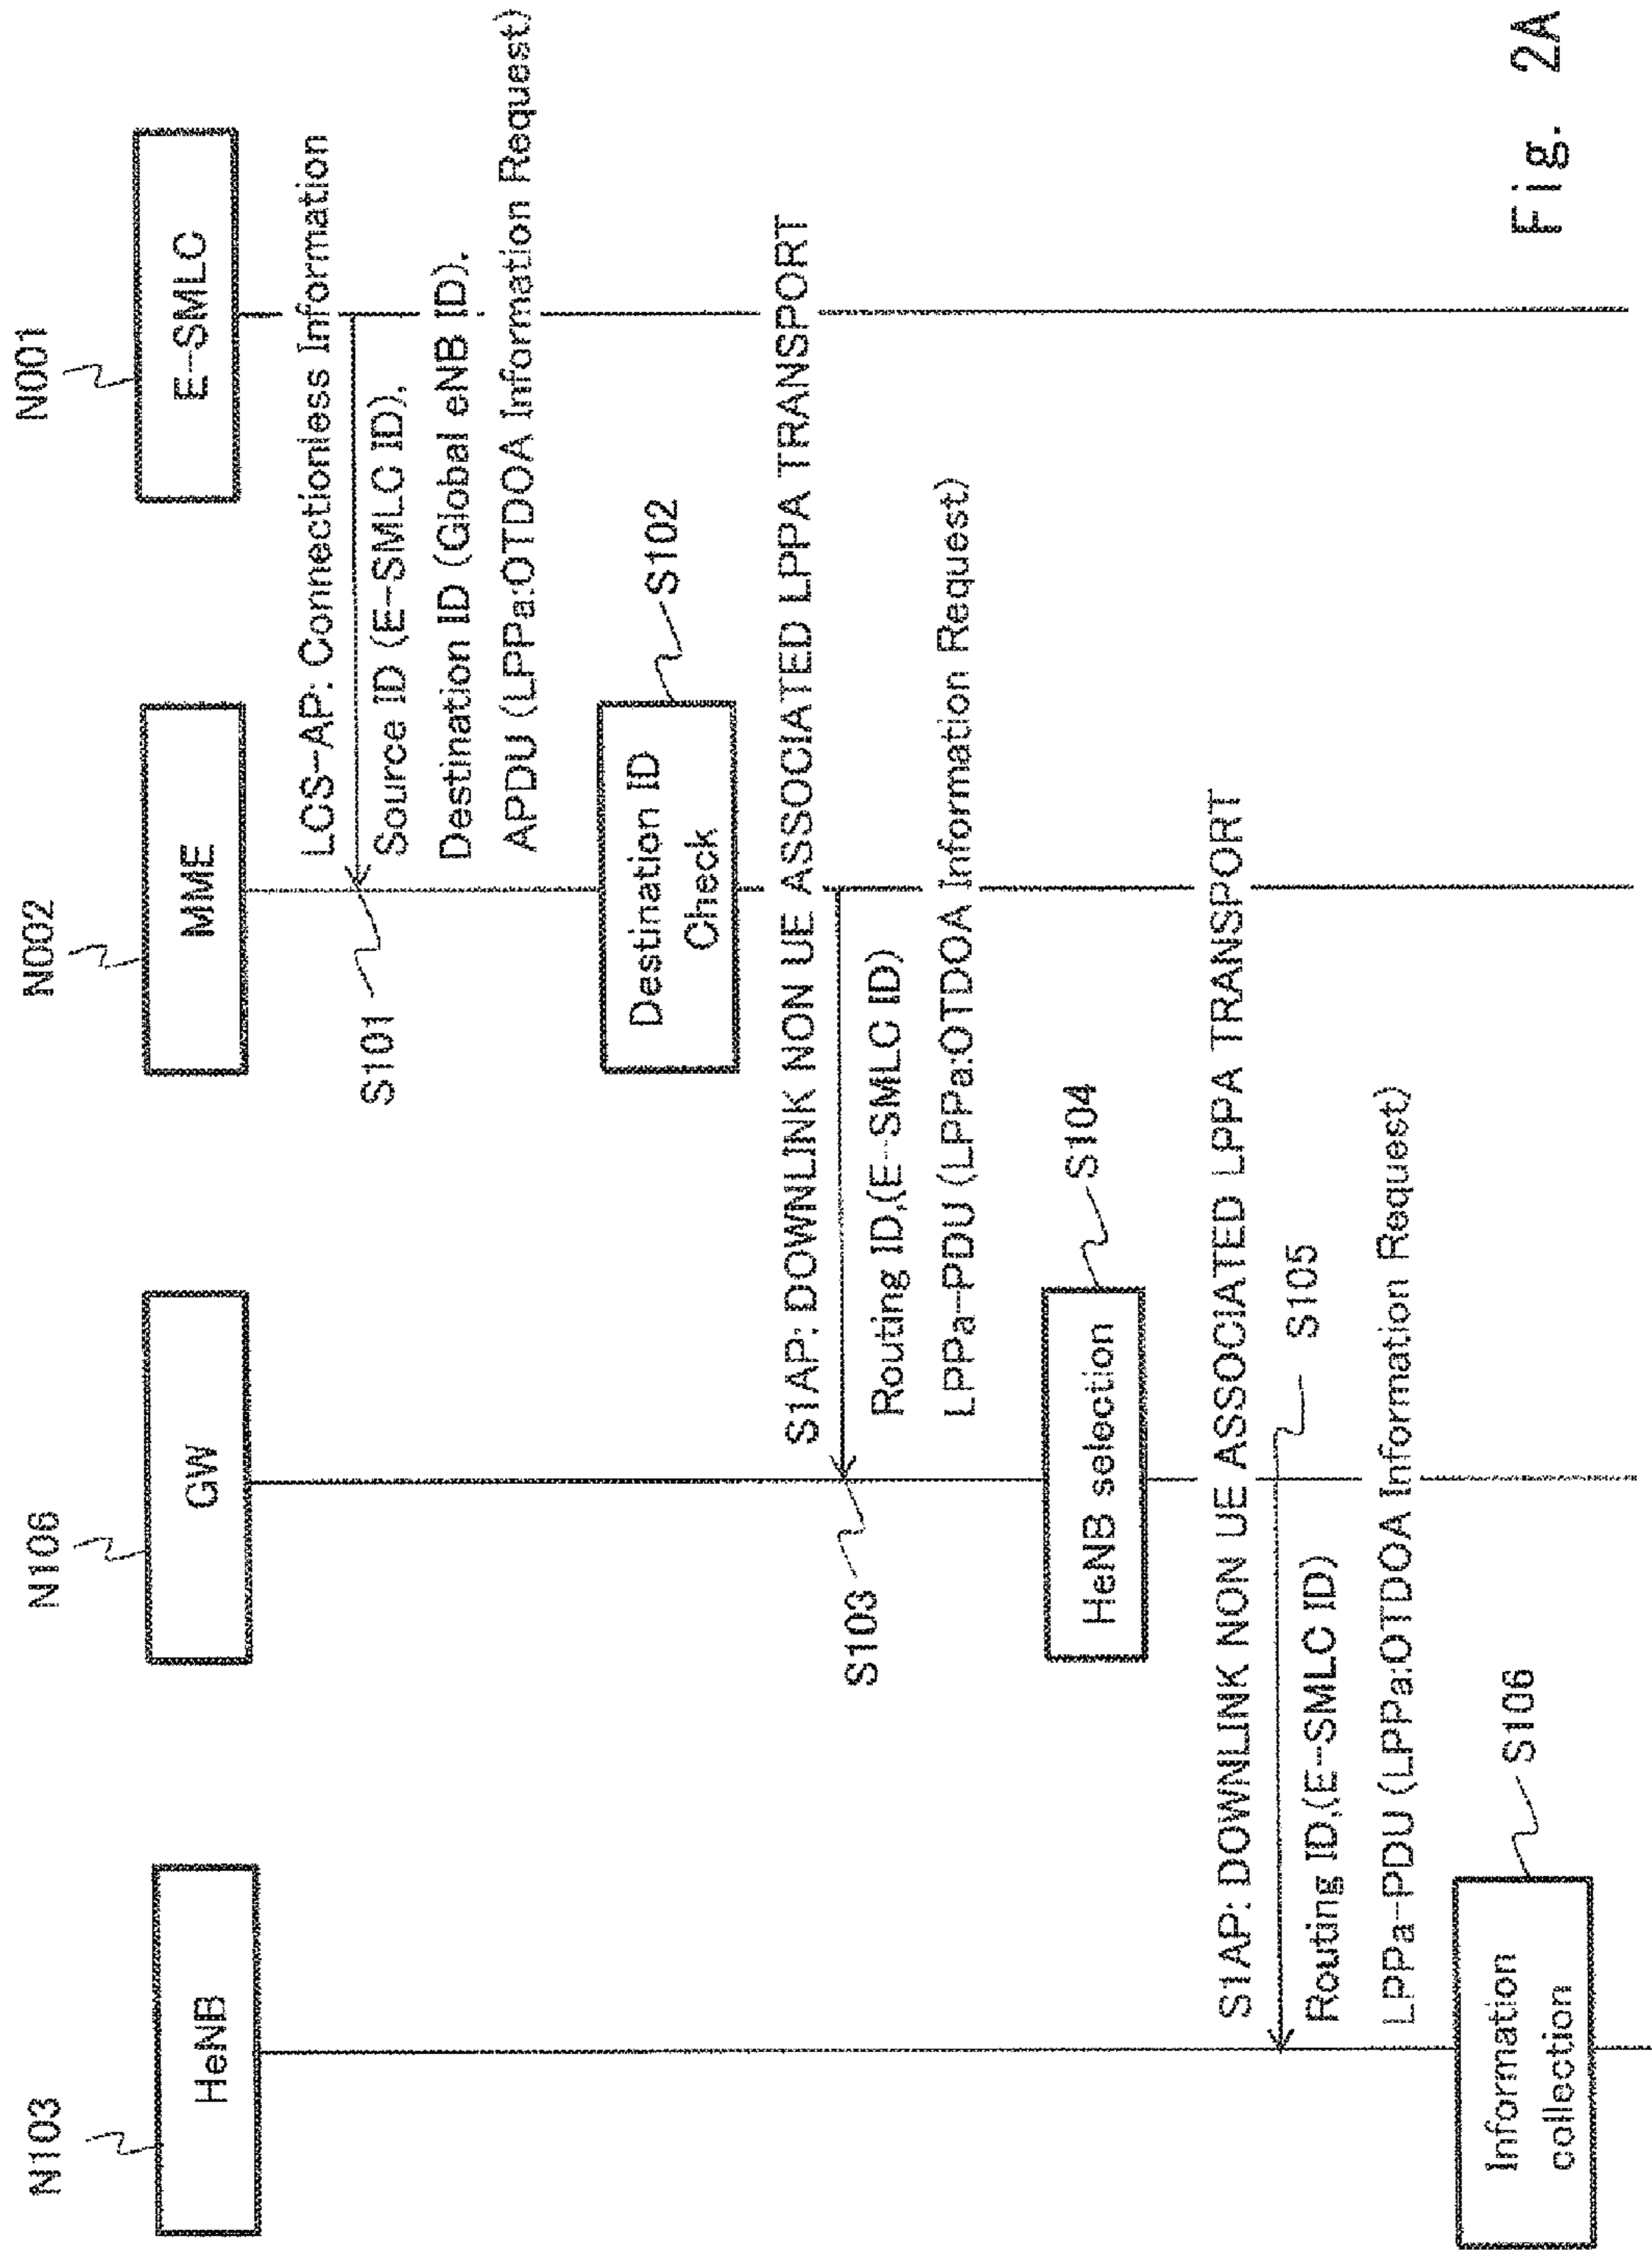 N103
N106
N002
N001
HeNB
GW
MME
E-SMLC
LCS-AP: Connectionless Information
S101
Source ID (E-SMLC ID),
Destination ID (Global eNB ID),
APDU (LPPa:OTDOA Information Request)
Destination ID
Check
S102
S1AP: DOWNLINK NON UE ASSOCIATED LPPA TRANSPORT
S103
Routing ID,(E-SMLC ID)
LPPa-PDU (LPPa:OTDOA Information Request)
HeNB selection
S104
S1AP: DOWNLINK NON UE ASSOCIATED LPPA TRANSPORT
S105
Routing ID,(E-SMLC ID)
LPPa-PDU (LPPa:OTDOA Information Request)
Information
collection
S106
Fig. 2A